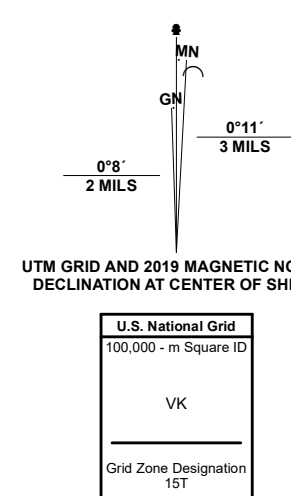 MN
GN
0°11´
3 MILS
0°8´
2 MILS
UTM GRID AND 2019 MAGNETIC NO
DECLINATION AT CENTER OF SHE
U.S. National Grid
100,000 - m Square ID
VK
Grid Zone Designation
15T